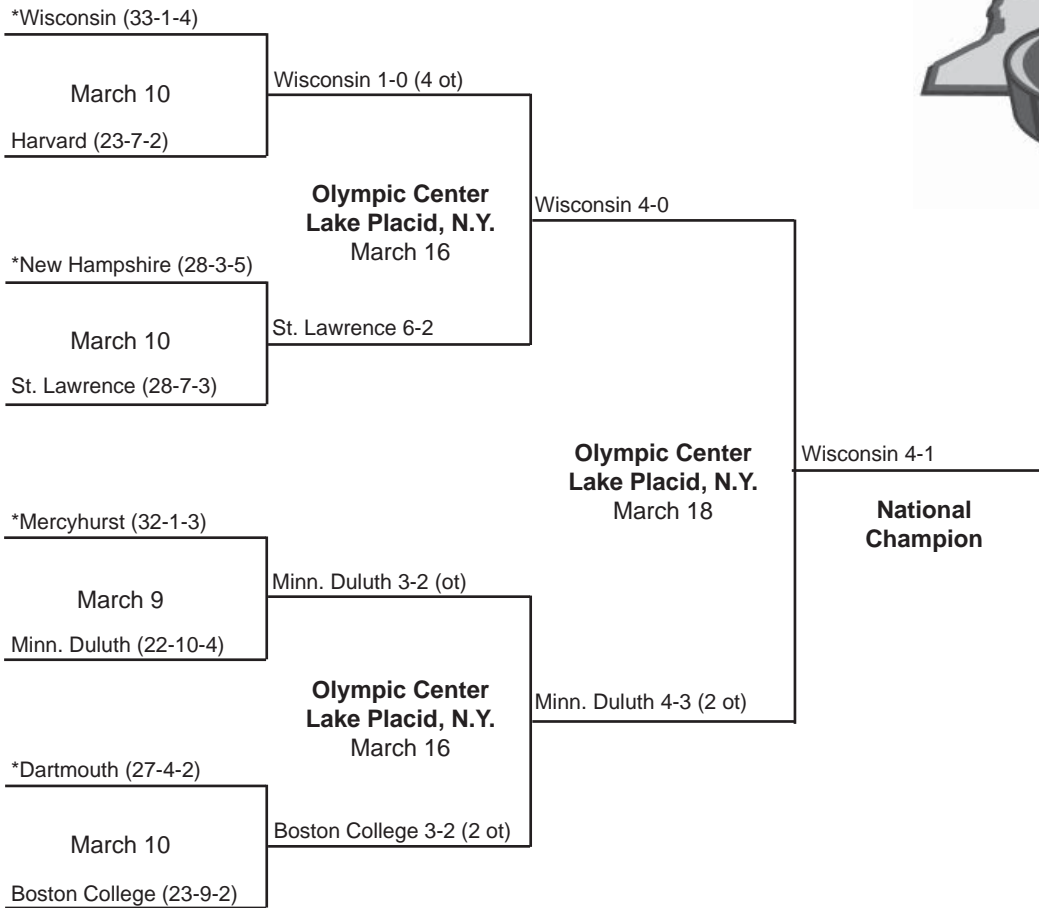 *Wisconsin (33-1-4)
March 10
Harvard (23-7-2)
Wisconsin 1-0 (4 ot)
*New Hampshire (28-3-5)
March 10
St. Lawrence (28-7-3)
St. Lawrence 6-2
Olympic Center
Lake Placid, N.Y.
March 16
Wisconsin 4-0
*Mercyhurst (32-1-3)
March 9
Minn. Duluth (22-10-4)
Minn. Duluth 3-2 (ot)
*Dartmouth (27-4-2)
March 10
Boston College (23-9-2)
Boston College 3-2 (2 ot)
Olympic Center
Lake Placid, N.Y.
March 16
Minn. Duluth 4-3 (2 ot)
Olympic Center
Lake Placid, N.Y.
March 18
Wisconsin 4-1
National
Champion